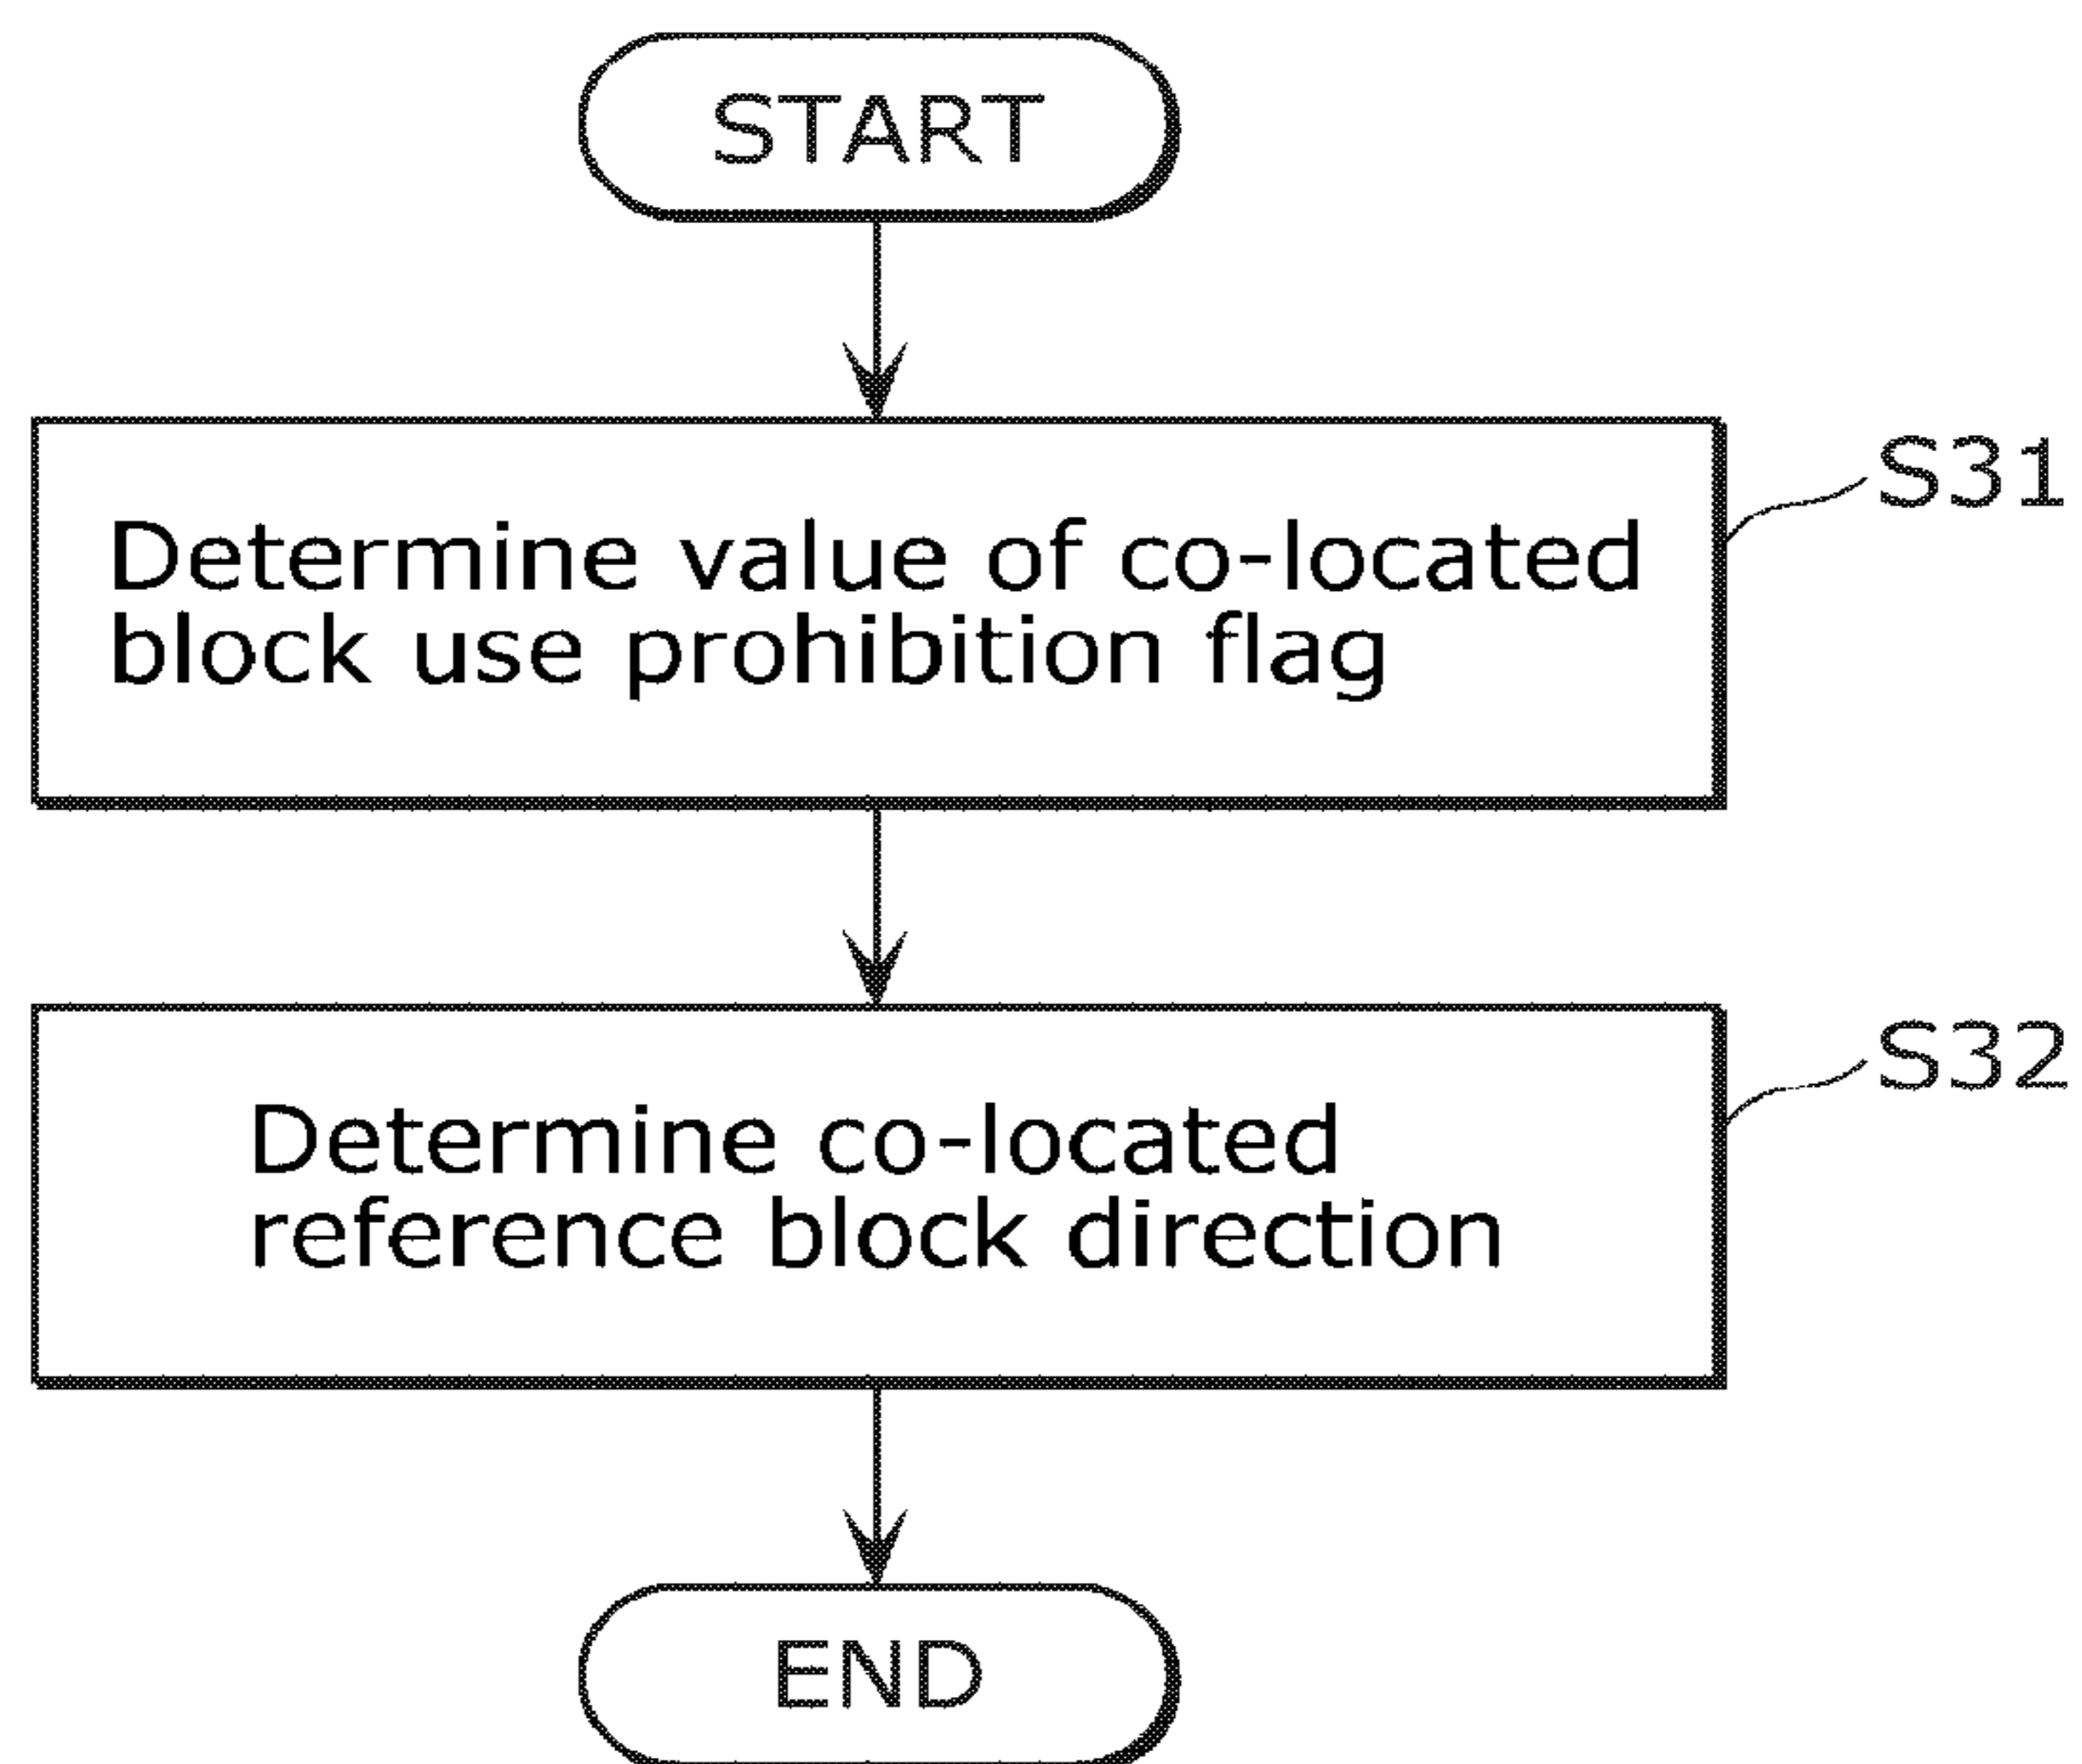 START
Determine value of co-located
block use prohibition flag
S31
Determine co-located
reference block direction
S32
END